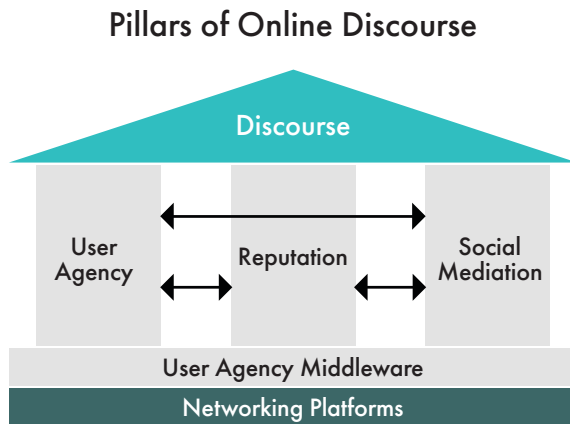 Pillars of Online Discourse
Discourse
User
Agency
Reputation
Social
Mediation
User Agency Middleware
Networking Platforms